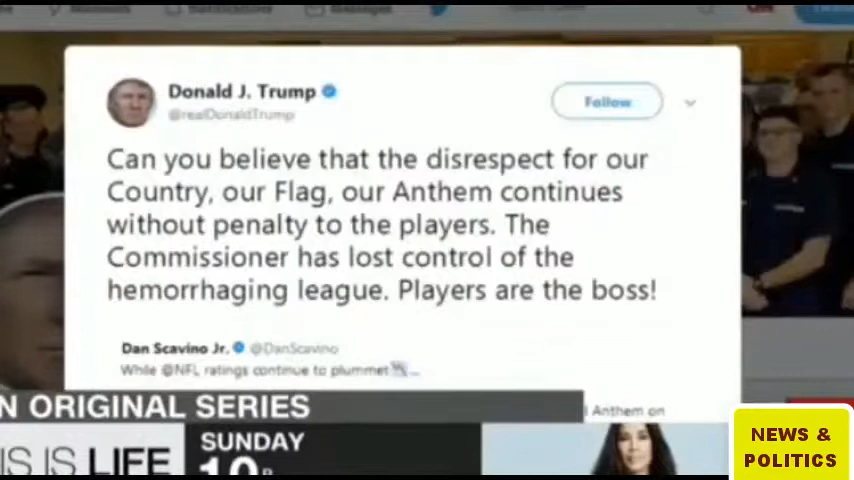 Donald J. Trump
@realDonaldTrump
Follow
Can you believe that the disrespect for our
Country, our Flag, our Anthem continues
without penalty to the players. The
Commissioner has lost control of the
hemorrhaging league. Players are the boss!
Dan Scavino Jr. @DanScavino
While @NFL ratings continue to plummet ...
Anthem on
N ORIGINAL SERIES
IS IS LIFE
SUNDAY
10P
NEWS &
POLITICS